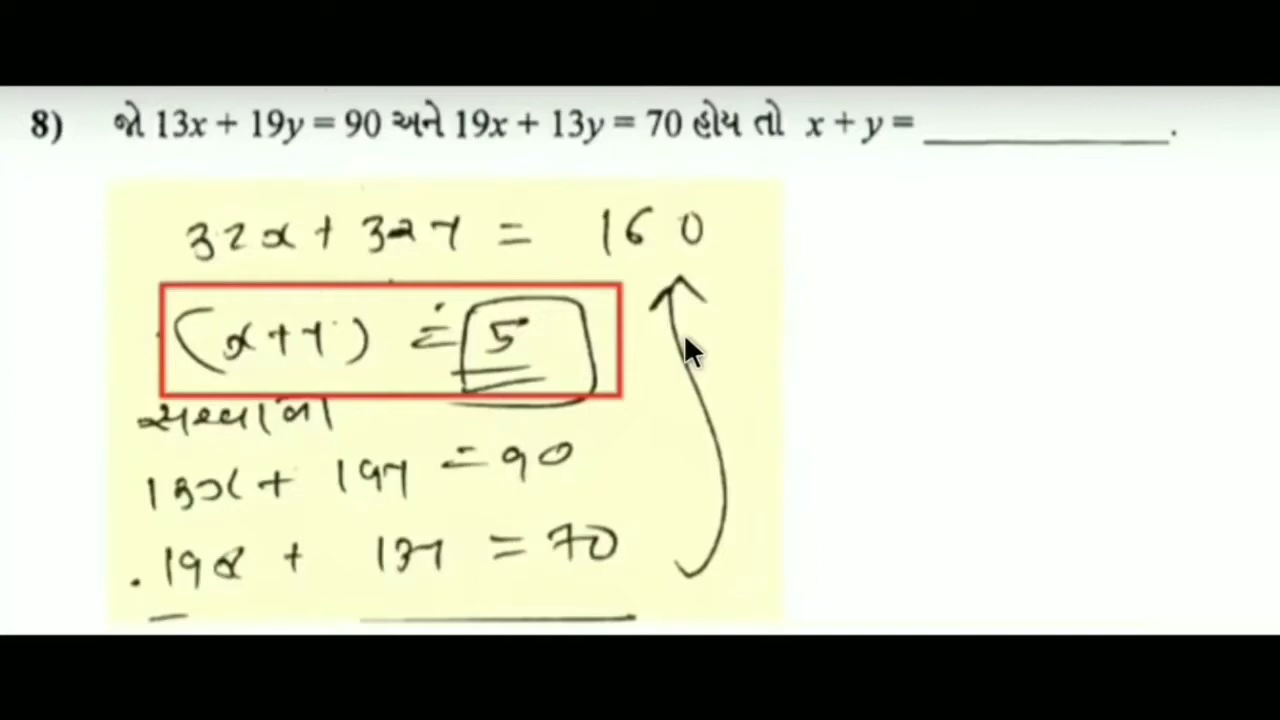 8) જો 13x + 19y = 90 અને 19x + 13y = 70 હોય તો x + y = ____________.
32x + 32y = 160
(x + y) = 5
સરવાળો
13x + 19y = 90
19x + 13y = 70